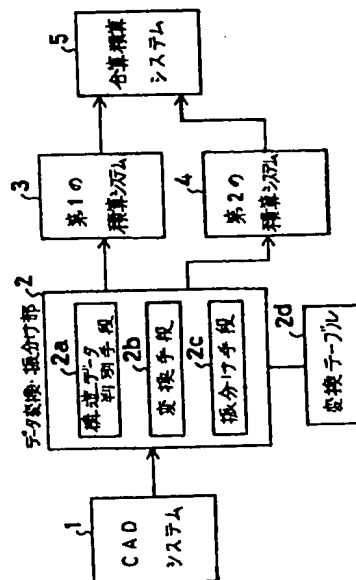 1
CAD
システム
データ変換・振分け部
2
2a
構造データ
判別手段
2b
変換手段
2c
振分け手段
2d
変換テーブル
3
第1の
積算システム
4
第2の
積算システム
5
合算積算
システム